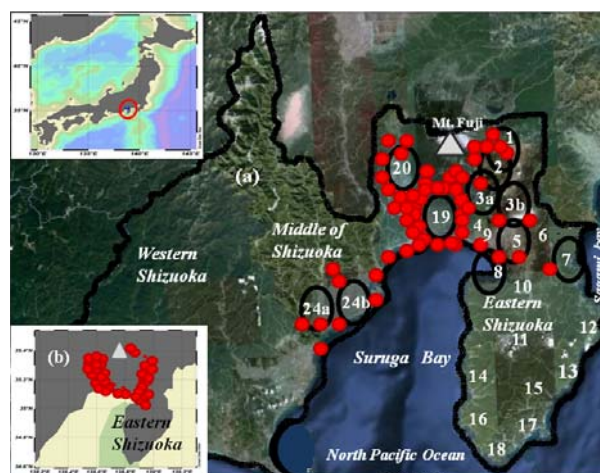 Mt. Fuji
(a)
1
2
20
3a
3b
19
4
9
5
6
7
Middle of
Shizuoka
Western
Shizuoka
8
10
Eastern
Shizuoka
24a
24b
12
11
13
14
15
16
17
18
Suruga Bay
North Pacific Ocean
(b)
Eastern
Shizuoka